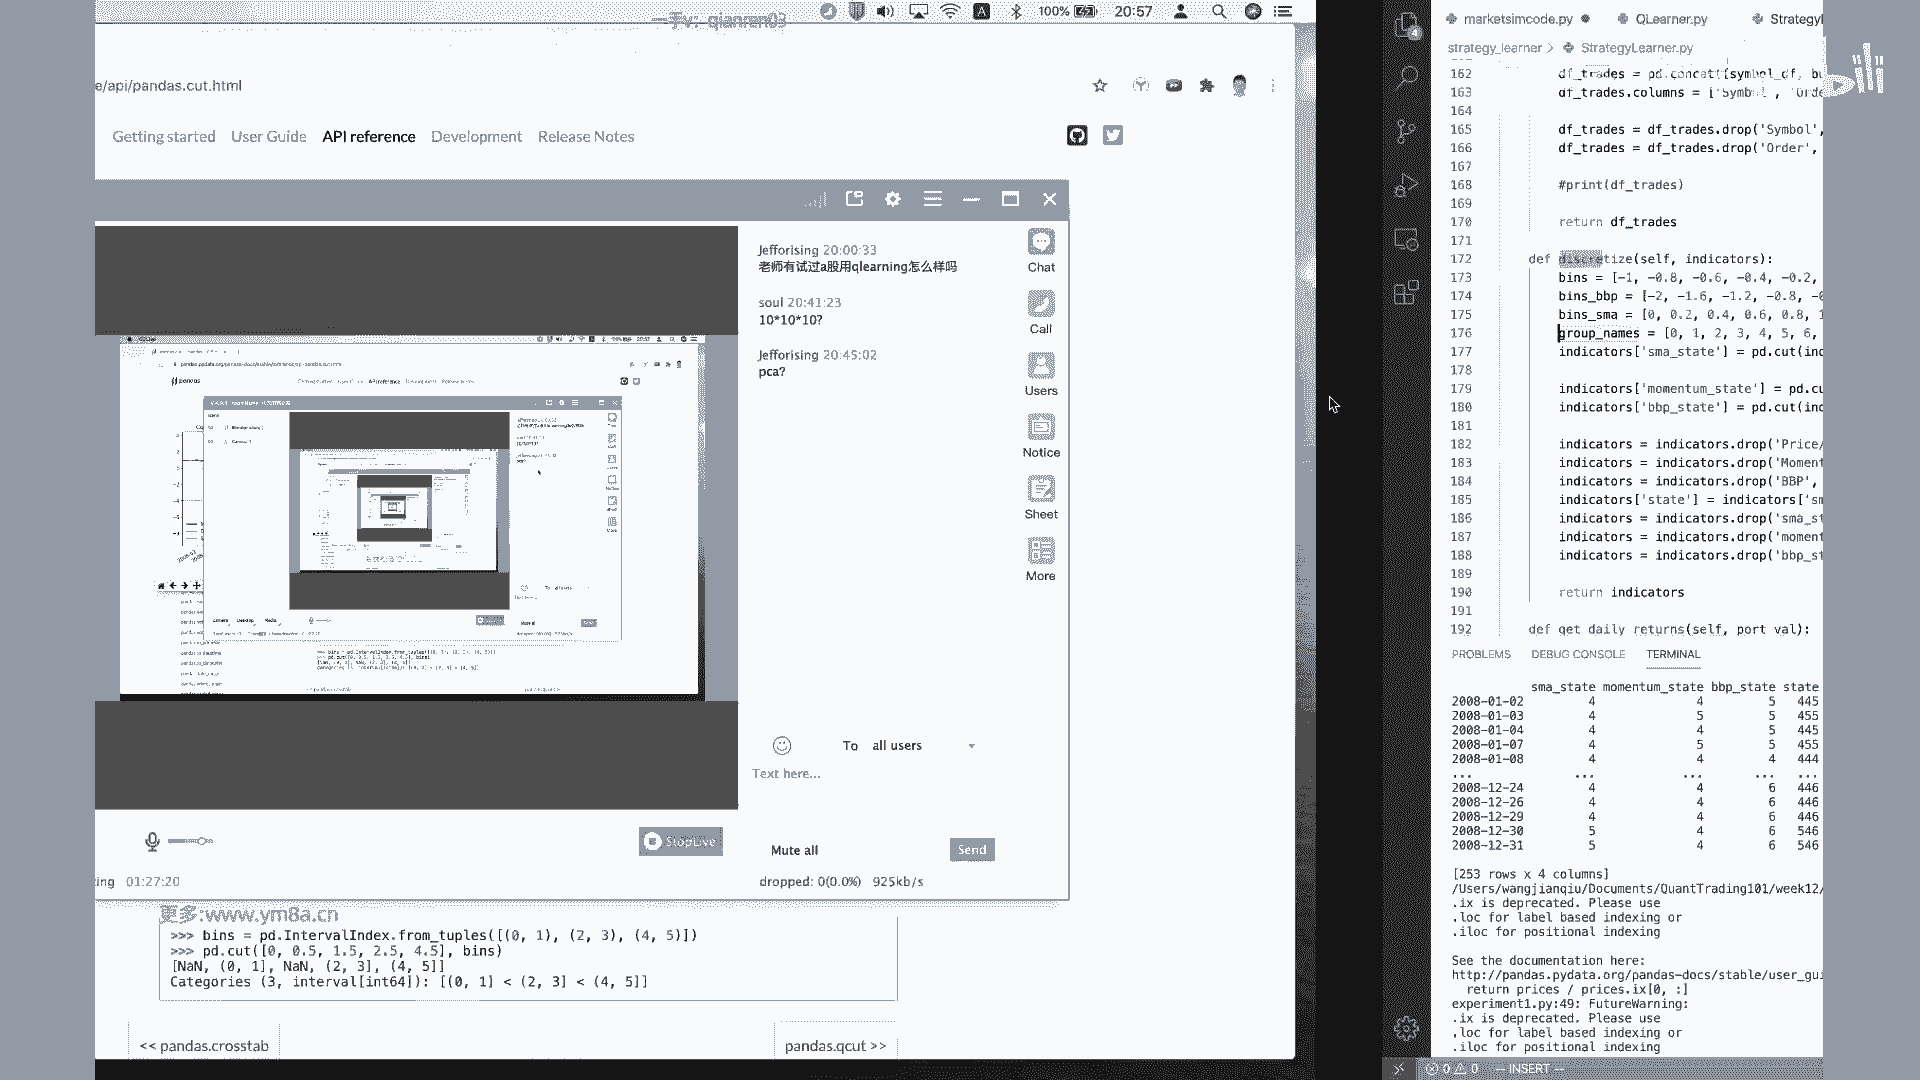 100%
20:57
e/api/pandas.cut.html
Getting started User Guide API reference Development Release Notes
Jefforising 20:00:33
老师有试过a股用qlearning怎么样吗
soul 20:41:23
10*10*10?
Jefforising 20:45:02
pca?
Chat
Call
Users
Notice
Sheet
More
To all users
Text here...
StopLive
Mute all
Send
ing 01:27:20
dropped: 0(0.0%) 925kb/s
更多:www.ym8a.cn
>>> bins = pd.IntervalIndex.from_tuples([(0, 1), (2, 3), (4, 5)])
>>> pd.cut([0, 0.5, 1.5, 2.5, 4.5], bins)
[NaN, (0, 1], NaN, (2, 3], (4, 5]]
Categories (3, interval[int64]): [(0, 1] < (2, 3] < (4, 5]]
<< pandas.crosstab
pandas.qcut >>
4
marketsimcode.py
QLearner.py
Strategyl
strategy_learner > StrategyLearner.py
162 df_trades = pd.concat((symbol_df, bu
163 df_trades.columns = ['Symbol', 'Orde
164
165 df_trades = df_trades.drop('Symbol',
166 df_trades = df_trades.drop('Order',
167
168 #print(df_trades)
169
170 return df_trades
171
172 def discretize(self, indicators):
173 bins = [-1, -0.8, -0.6, -0.4, -0.2,
174 bins_bbp = [-2, -1.6, -1.2, -0.8, -0
175 bins_sma = [0, 0.2, 0.4, 0.6, 0.8, 1
176 group_names = [0, 1, 2, 3, 4, 5, 6,
177 indicators['sma_state'] = pd.cut(ind
178
179 indicators['momentum_state'] = pd.cu
180 indicators['bbp_state'] = pd.cut(ind
181
182 indicators = indicators.drop('Price/
183 indicators = indicators.drop('Moment
184 indicators = indicators.drop('BBP',
185 indicators['state'] = indicators['sm
186 indicators = indicators.drop('sma_st
187 indicators = indicators.drop('moment
188 indicators = indicators.drop('bbp_st
189
190 return indicators
191
192 def get_daily_returns(self, port_val):
PROBLEMS DEBUG CONSOLE TERMINAL
sma_state momentum_state bbp_state state
2008-01-02 4 4 5 445
2008-01-03 4 5 5 455
2008-01-04 4 4 5 445
2008-01-07 4 5 5 455
2008-01-08 4 4 4 444
... ... ... ... ...
2008-12-24 4 4 6 446
2008-12-26 4 4 6 446
2008-12-29 4 4 6 446
2008-12-30 5 4 6 546
2008-12-31 5 4 6 546
[253 rows x 4 columns]
/Users/wangjianqiu/Documents/QuantTrading101/week12/
.ix is deprecated. Please use
.loc for label based indexing or
.iloc for positional indexing
See the documentation here:
http://pandas.pydata.org/pandas-docs/stable/user_gui
return prices / prices.ix[0, :]
experiment1.py:49: FutureWarning:
.ix is deprecated. Please use
.loc for label based indexing or
.iloc for positional indexing
0 0 -- INSERT --
bili